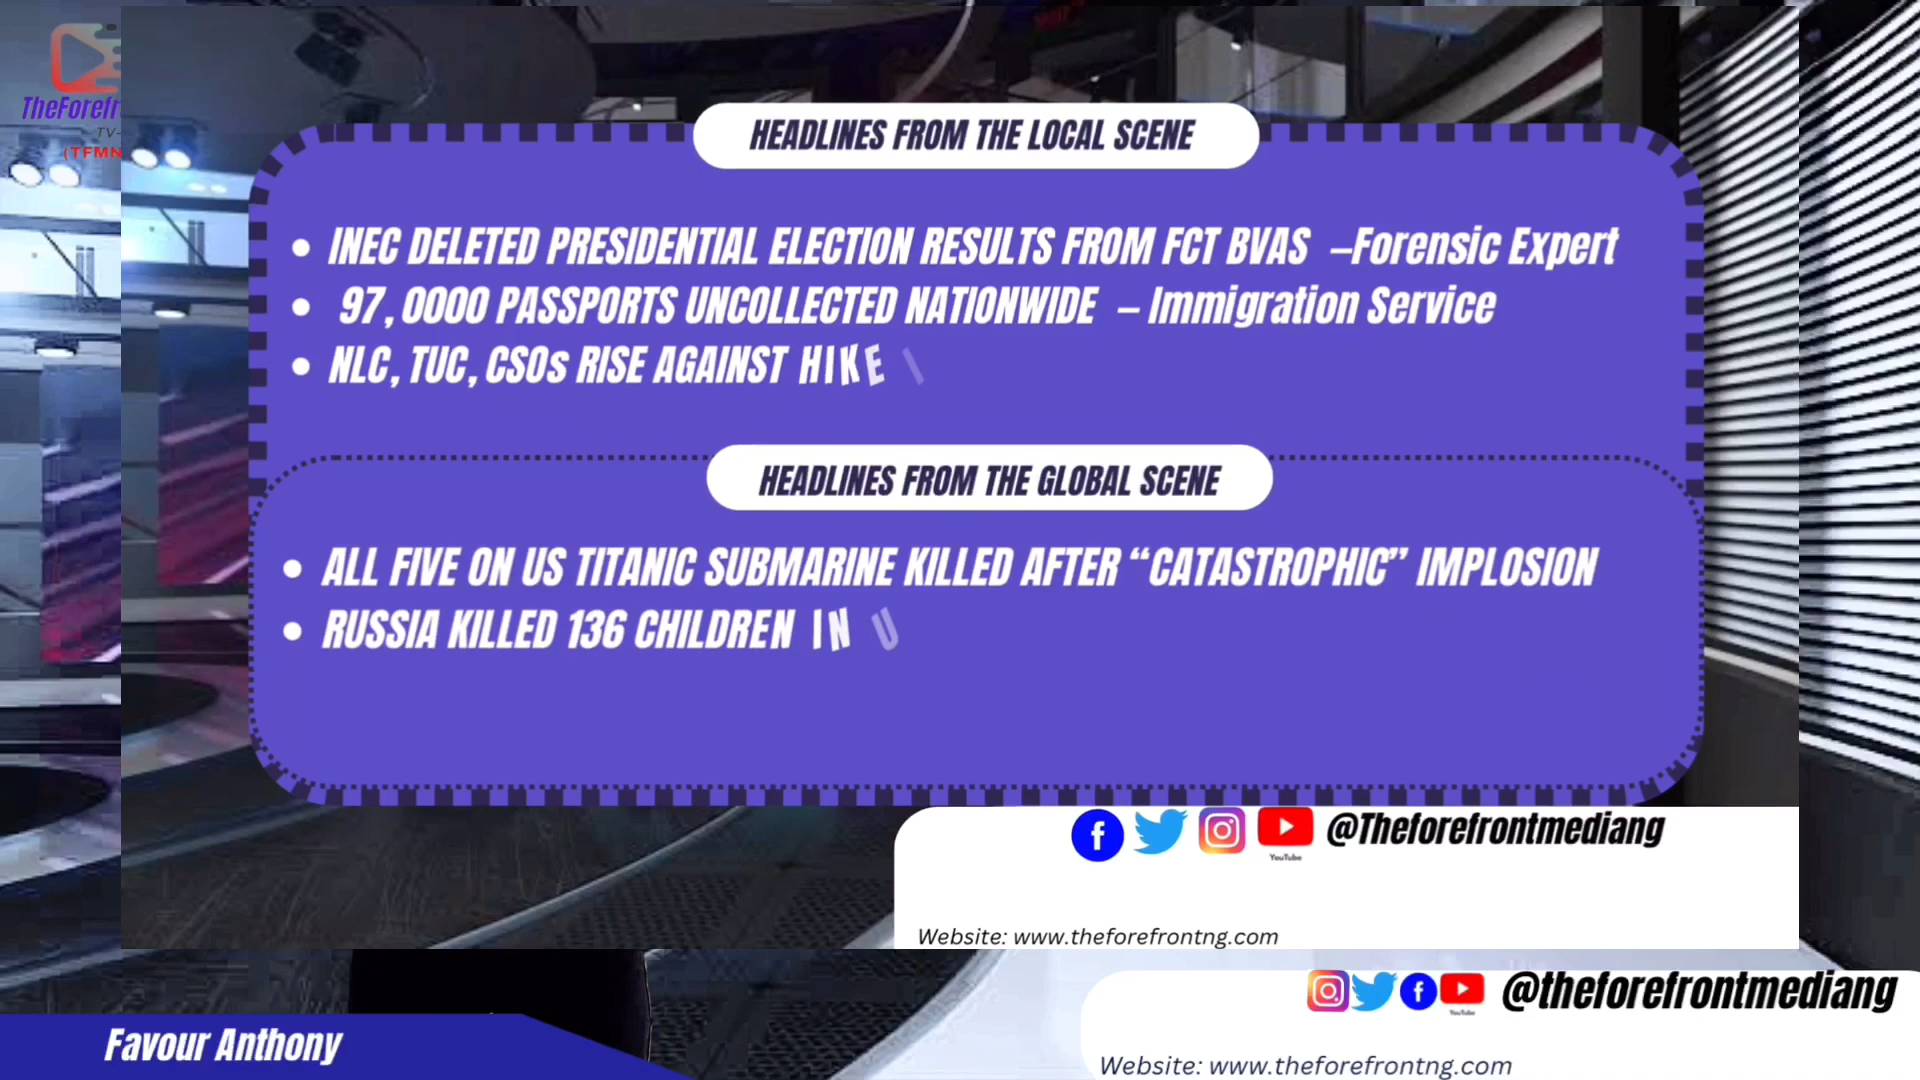 TheForefr
TV-
(TFMN
HEADLINES FROM THE LOCAL SCENE
INEC DELETED PRESIDENTIAL ELECTION RESULTS FROM FCT BVAS –Forensic Expert
97,0000 PASSPORTS UNCOLLECTED NATIONWIDE – Immigration Service
NLC, TUC, CSOs RISE AGAINST HIKE I
HEADLINES FROM THE GLOBAL SCENE
ALL FIVE ON US TITANIC SUBMARINE KILLED AFTER “CATASTROPHIC” IMPLOSION
RUSSIA KILLED 136 CHILDREN IN U
@Theforefrontmediang
YouTube
Website: www.theforefrontng.com
@theforefrontmediang
YouTube
Favour Anthony
Website: www.theforefrontng.com